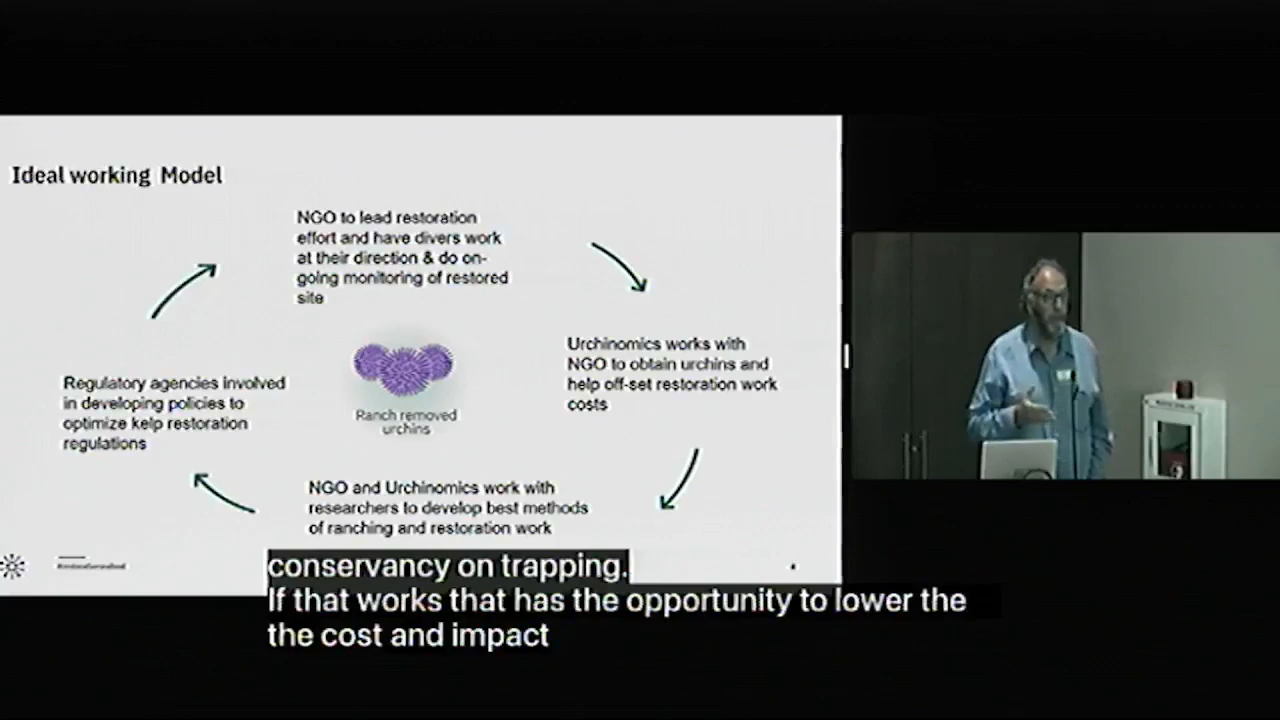 Ideal working Model
NGO to lead restoration
effort and have divers work
at their direction & do on-
going monitoring of restored
site
Urchinomics works with
NGO to obtain urchins and
help off-set restoration work
costs
Regulatory agencies involved
in developing policies to
optimize kelp restoration
regulations
Ranch removed
urchins
NGO and Urchinomics work with
researchers to develop best methods
of ranching and restoration work
conservancy on trapping.
If that works that has the opportunity to lower the
the cost and impact